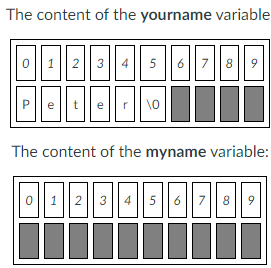 The content of the yourname variable
0 1 2 3 4 5 6 7 8 9
P e t e r \0
The content of the myname variable:
0 1 2 3 4 5 6 7 8 9